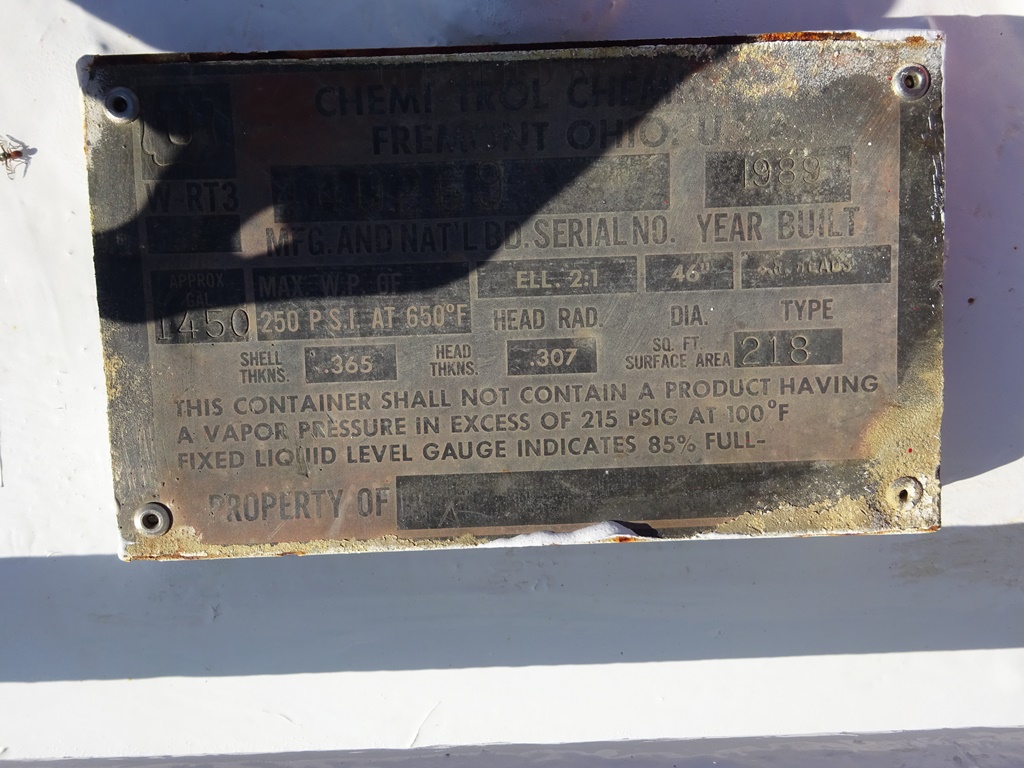 CHEMI-TROL
FREMONT OHIO, U.S.A.
W-RT3
1989
MFG. AND NAT'L BD. SERIAL NO. YEAR BUILT
APPROX GAL 1450
MAX W.P. OF
250 P.S.I. AT 650°F
ELL. 2:1 46"
HEAD RAD. DIA. TYPE
SHELL THKNS. .365 HEAD THKNS. .307 SQ. FT. SURFACE AREA 218
THIS CONTAINER SHALL NOT CONTAIN A PRODUCT HAVING
A VAPOR PRESSURE IN EXCESS OF 215 PSIG AT 100°F
FIXED LIQUID LEVEL GAUGE INDICATES 85% FULL-
PROPERTY OF